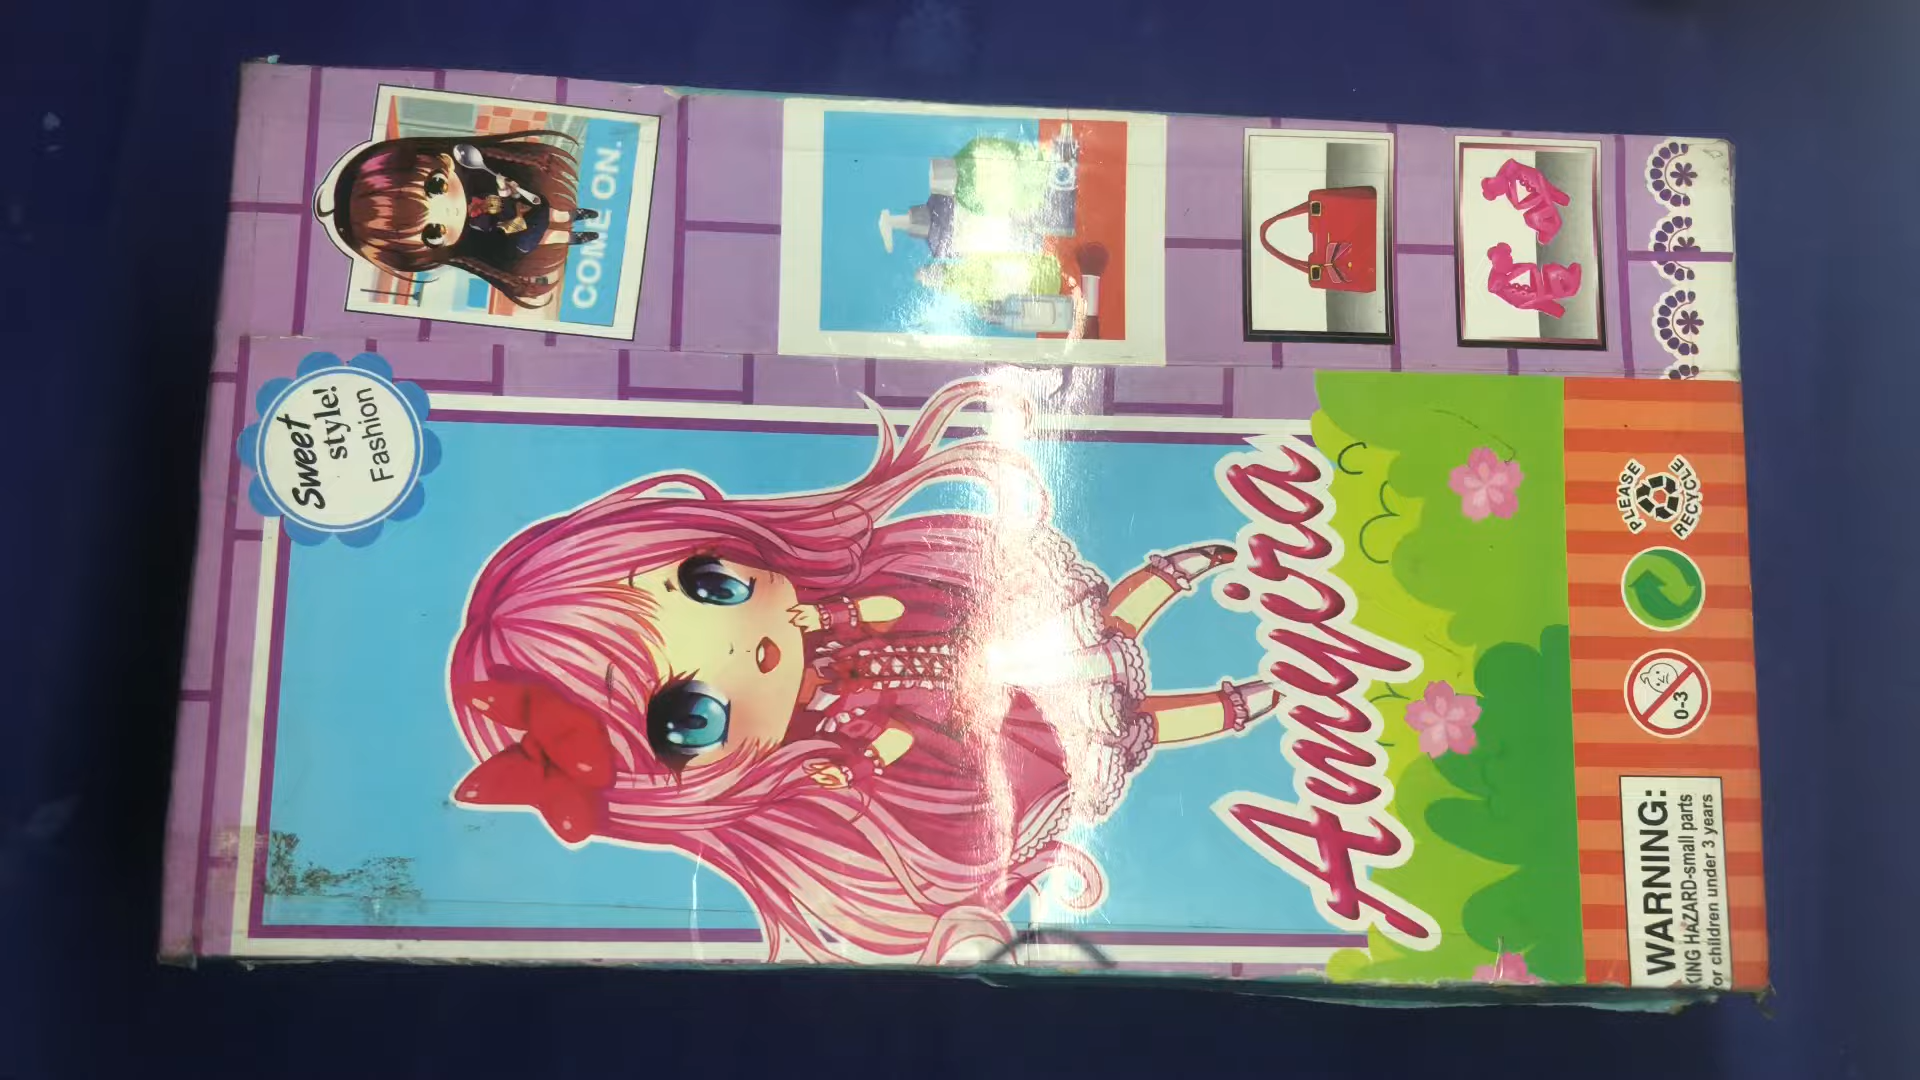 COME ON.
Sweet
style!
Fashion
Amyira
PLEASE
RECYCLE
0-3
WARNING:
KING HAZARD-small parts
or children under 3 years